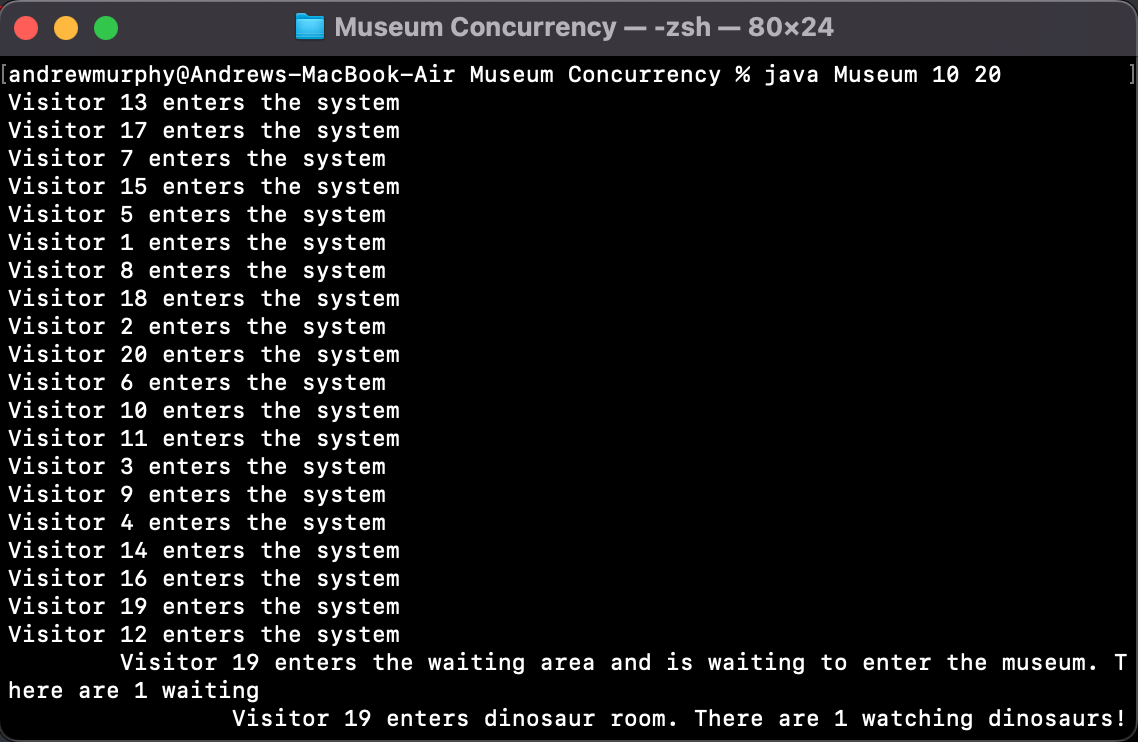 Museum Concurrency — -zsh — 80×24
[andrewmurphy@Andrews-MacBook-Air Museum Concurrency % java Museum 10 20 ]
Visitor 13 enters the system
Visitor 17 enters the system
Visitor 7 enters the system
Visitor 15 enters the system
Visitor 5 enters the system
Visitor 1 enters the system
Visitor 8 enters the system
Visitor 18 enters the system
Visitor 2 enters the system
Visitor 20 enters the system
Visitor 6 enters the system
Visitor 10 enters the system
Visitor 11 enters the system
Visitor 3 enters the system
Visitor 9 enters the system
Visitor 4 enters the system
Visitor 14 enters the system
Visitor 16 enters the system
Visitor 19 enters the system
Visitor 12 enters the system
        Visitor 19 enters the waiting area and is waiting to enter the museum. T
here are 1 waiting
                Visitor 19 enters dinosaur room. There are 1 watching dinosaurs!